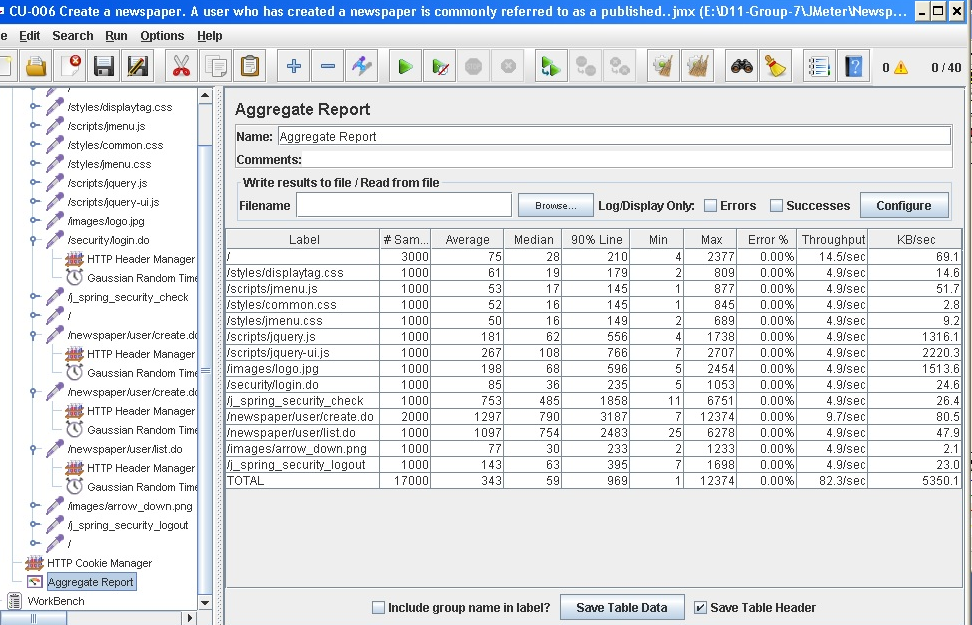 CU-006 Create a newspaper. A user who has created a newspaper is commonly referred to as a published..jmx (E:\D11-Group-7\JMeter\Newsp...
e Edit Search Run Options Help
0 0 / 40
/
/styles/displaytag.css
/scripts/jmenu.js
/styles/common.css
/styles/jmenu.css
/scripts/jquery.js
/scripts/jquery-ui.js
/images/logo.jpg
/security/login.do
HTTP Header Manager
Gaussian Random Time
/j_spring_security_check
/
/newspaper/user/create.do
HTTP Header Manager
Gaussian Random Time
/newspaper/user/create.do
HTTP Header Manager
Gaussian Random Time
/newspaper/user/list.do
HTTP Header Manager
Gaussian Random Time
/images/arrow_down.png
/j_spring_security_logout
/
HTTP Cookie Manager
Aggregate Report
WorkBench
Aggregate Report
Name: Aggregate Report
Comments:
Write results to file / Read from file
Filename Browse... Log/Display Only: Errors Successes Configure
Label # Sam... Average Median 90% Line Min Max Error % Throughput KB/sec
/ 3000 75 28 210 4 2377 0.00% 14.5/sec 69.1
/styles/displaytag.css 1000 61 19 179 2 809 0.00% 4.9/sec 14.6
/scripts/jmenu.js 1000 53 17 145 1 877 0.00% 4.9/sec 51.7
/styles/common.css 1000 52 16 145 1 845 0.00% 4.9/sec 2.8
/styles/jmenu.css 1000 50 16 149 2 689 0.00% 4.9/sec 9.2
/scripts/jquery.js 1000 181 62 556 4 1738 0.00% 4.9/sec 1316.1
/scripts/jquery-ui.js 1000 267 108 766 7 2707 0.00% 4.9/sec 2220.3
/images/logo.jpg 1000 198 68 596 5 2454 0.00% 4.9/sec 1513.6
/security/login.do 1000 85 36 235 5 1053 0.00% 4.9/sec 24.6
/j_spring_security_check 1000 753 485 1858 11 6751 0.00% 4.9/sec 26.4
/newspaper/user/create.do 2000 1297 790 3187 7 12374 0.00% 9.7/sec 80.5
/newspaper/user/list.do 1000 1097 754 2483 25 6278 0.00% 4.9/sec 47.9
/images/arrow_down.png 1000 77 30 233 2 1233 0.00% 4.9/sec 2.1
/j_spring_security_logout 1000 143 63 395 7 1698 0.00% 4.9/sec 23.0
TOTAL 17000 343 59 969 1 12374 0.00% 82.3/sec 5350.1
Include group name in label? Save Table Data Save Table Header